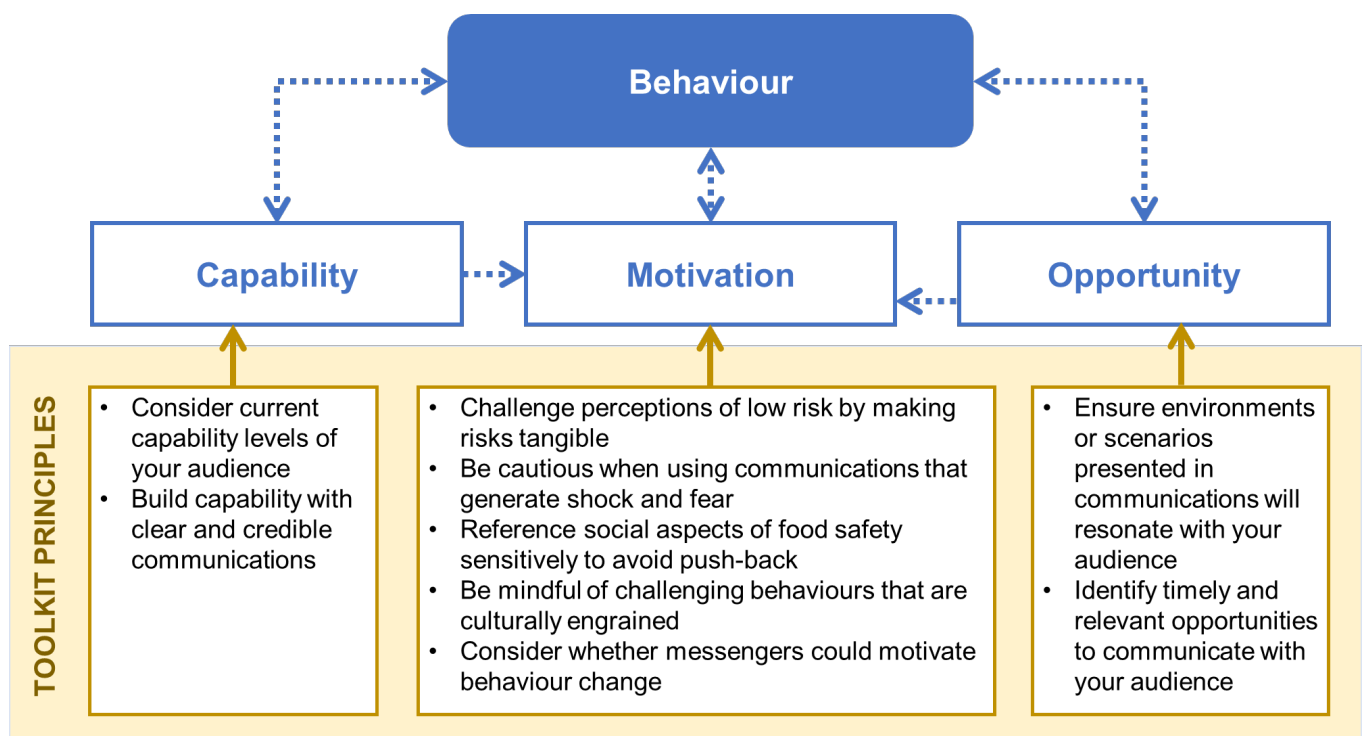 Behaviour
Capability
Motivation
Opportunity
TOOLKIT PRINCIPLES
• Consider current
capability levels of
your audience
• Build capability with
clear and credible
communications
• Challenge perceptions of low risk by making
risks tangible
• Be cautious when using communications that
generate shock and fear
• Reference social aspects of food safety
sensitively to avoid push-back
• Be mindful of challenging behaviours that are
culturally engrained
• Consider whether messengers could motivate
behaviour change
• Ensure environments
or scenarios
presented in
communications will
resonate with your
audience
• Identify timely and
relevant opportunities
to communicate with
your audience